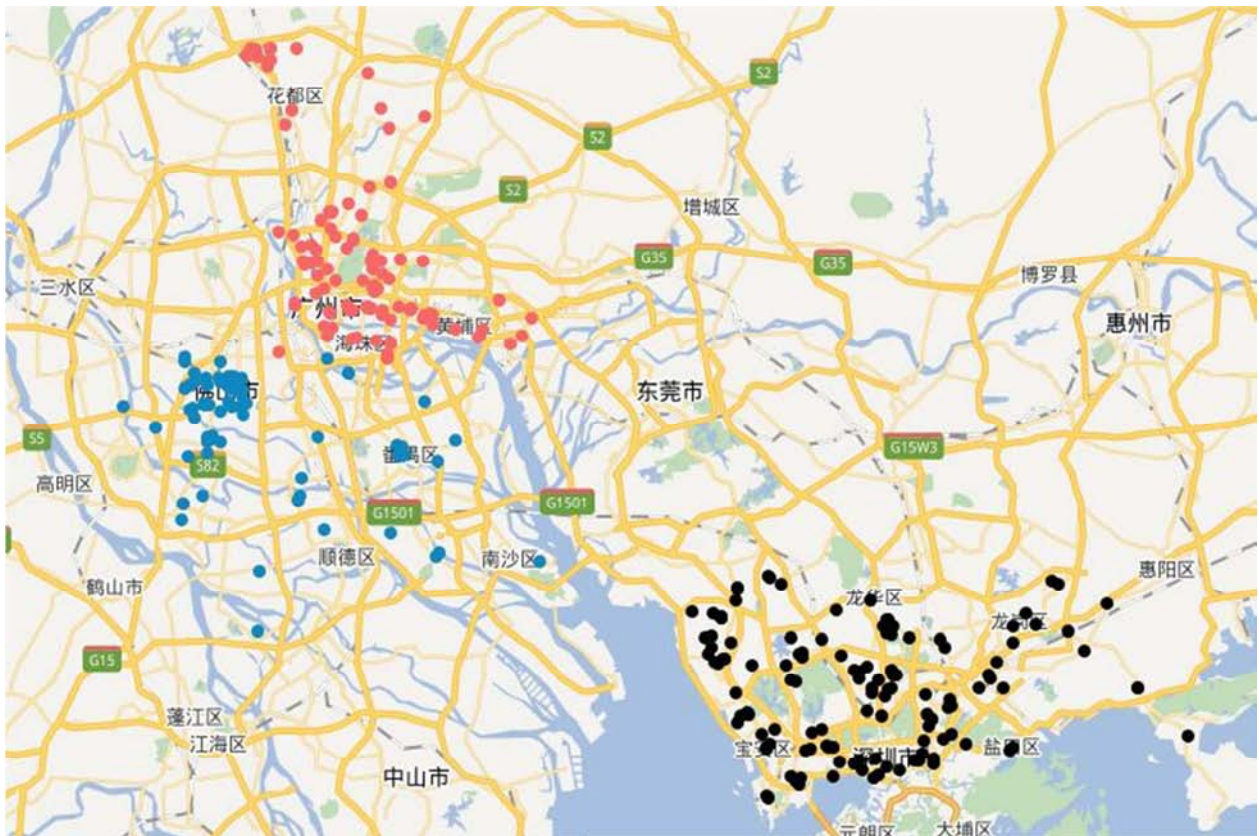 S2
花都区
S2
S2
增城区
G35
G35
三水区
博罗县
广州市
黄埔区
惠州市
海珠区
佛山市
东莞市
S5
G15W3
番禺区
S82
高明区
G1501
G1501
顺德区
南沙区
鹤山市
惠阳区
龙华区
龙岗区
G15
蓬江区
江海区
宝安区
深圳市
盐田区
中山市
元朗区
大埔区